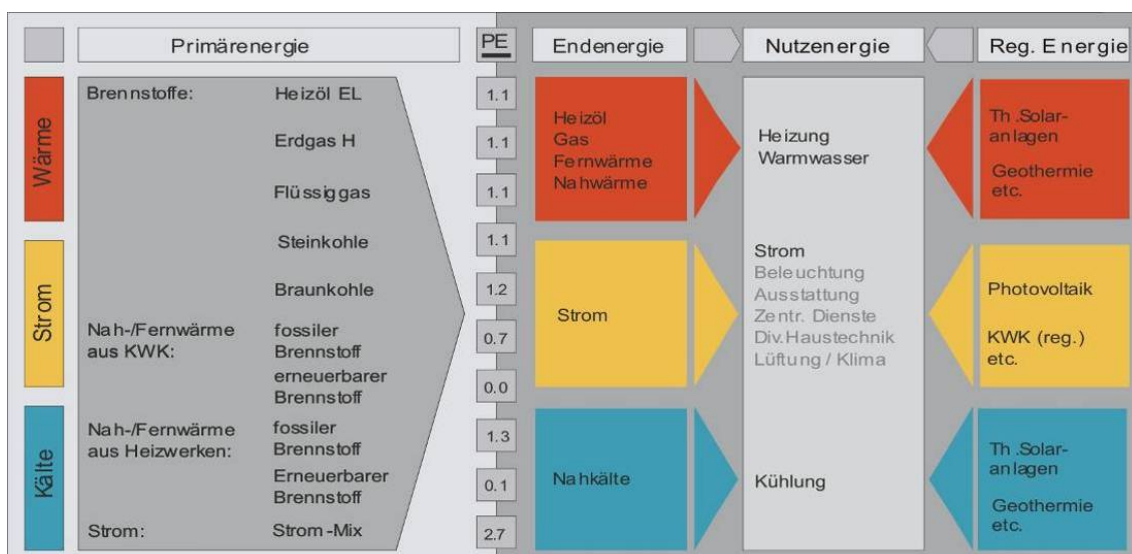 Primärenergie
PE
Endenergie
Nutzenergie
Reg. Energie
Wärme
Strom
Kälte
Brennstoffe: Heizöl EL 1.1
Erdgas H 1.1
Flüssiggas 1.1
Steinkohle 1.1
Braunkohle 1.2
Nah-/Fernwärme fossiler 0.7
aus KWK: Brennstoff
erneuerbarer 0.0
Brennstoff
Nah-/Fernwärme fossiler 1.3
aus Heizwerken: Brennstoff
Erneuerbarer 0.1
Brennstoff
Strom: Strom-Mix 2.7
Heizöl
Gas
Fernwärme
Nahwärme
Strom
Nahkälte
Heizung
Warmwasser
Strom
Beleuchtung
Ausstattung
Zentr. Dienste
Div.Haustechnik
Lüftung / Klima
Kühlung
Th .Solar-
anlagen
Geothermie
etc.
Photovoltaik
KWK (reg.)
etc.
Th .Solar-
anlagen
Geothermie
etc.